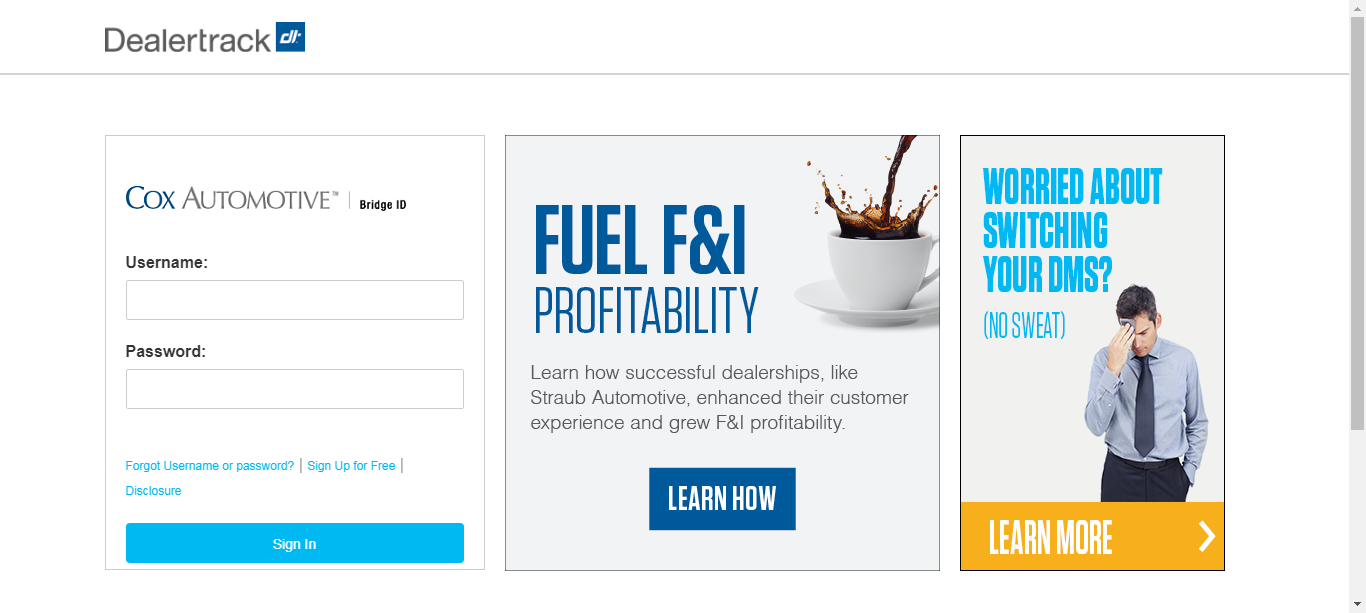 Dealertrack dt
COX AUTOMOTIVE™ | Bridge ID
Username:
Password:
Forgot Username or password? | Sign Up for Free |
Disclosure
Sign In
FUEL F&I
PROFITABILITY
Learn how successful dealerships, like
Straub Automotive, enhanced their customer
experience and grew F&I profitability.
LEARN HOW
WORRIED ABOUT
SWITCHING
YOUR DMS?
(NO SWEAT)
LEARN MORE